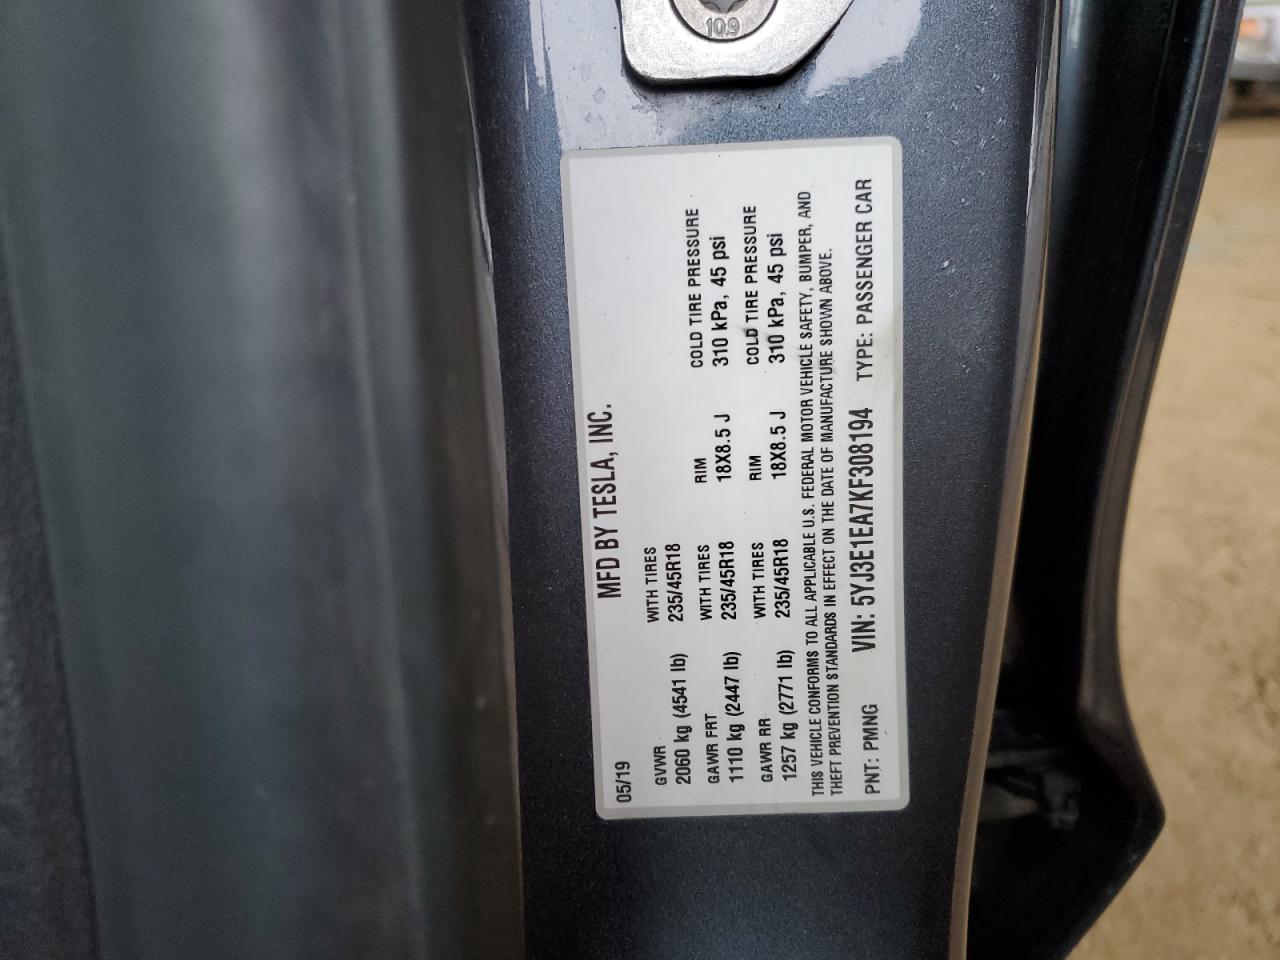 10.9
MFD BY TESLA, INC.
05/19
GVWR WITH TIRES
2060 kg (4541 lb) 235/45R18
GAWR FRT WITH TIRES RIM COLD TIRE PRESSURE
1110 kg (2447 lb) 235/45R18 18X8.5 J 310 kPa, 45 psi
GAWR RR WITH TIRES RIM COLD TIRE PRESSURE
1257 kg (2771 lb) 235/45R18 18X8.5 J 310 kPa, 45 psi
THIS VEHICLE CONFORMS TO ALL APPLICABLE U.S. FEDERAL MOTOR VEHICLE SAFETY, BUMPER, AND
THEFT PREVENTION STANDARDS IN EFFECT ON THE DATE OF MANUFACTURE SHOWN ABOVE.
PNT: PMNG VIN: 5YJ3E1EA7KF308194 TYPE: PASSENGER CAR